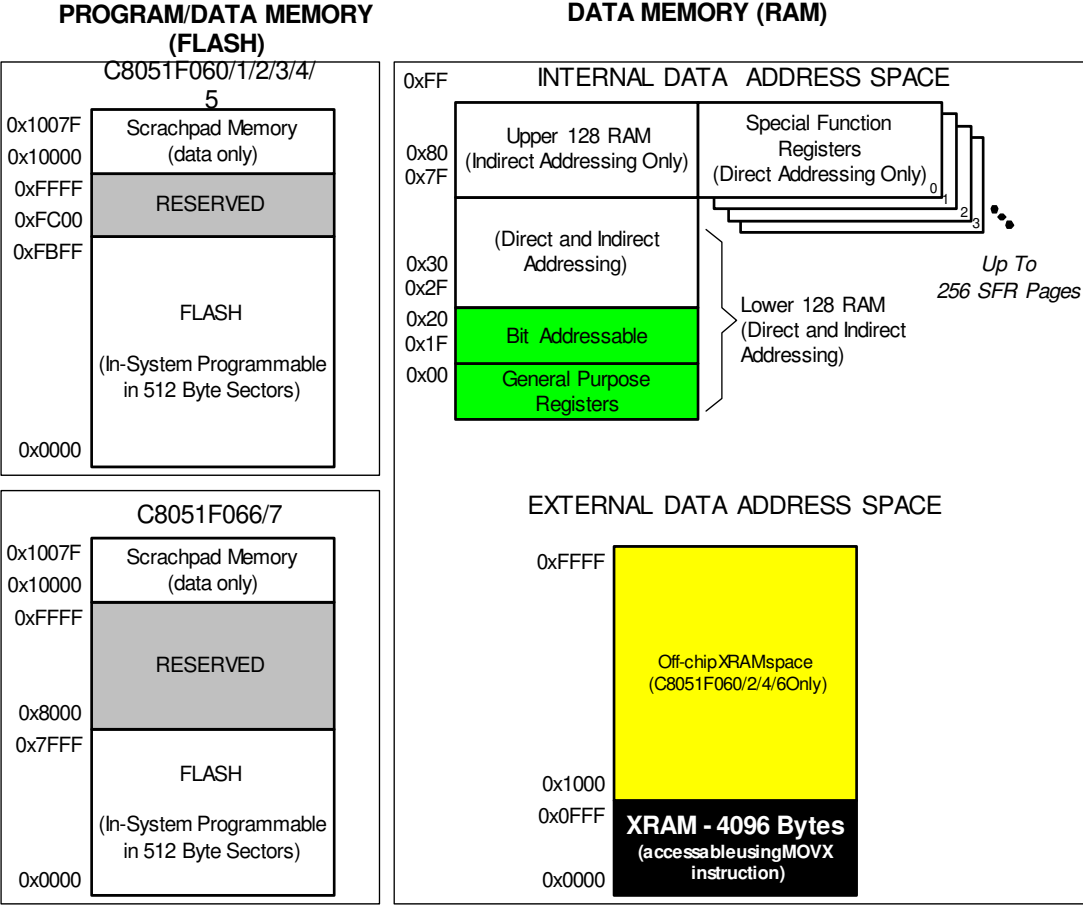 PROGRAM/DATA MEMORY
(FLASH)
C8051F060/1/2/3/4/
5
0x1007F
Scrachpad Memory
(data only)
0x10000
0xFFFF
RESERVED
0xFC00
0xFBFF
FLASH
(In-System Programmable
in 512 Byte Sectors)
0x0000
C8051F066/7
0x1007F
Scrachpad Memory
(data only)
0x10000
0xFFFF
RESERVED
0x8000
0x7FFF
FLASH
(In-System Programmable
in 512 Byte Sectors)
0x0000
DATA MEMORY (RAM)
INTERNAL DATA ADDRESS SPACE
0xFF
Upper 128 RAM
(Indirect Addressing Only)
0x80
0x7F
Special Function
Registers
(Direct Addressing Only)
0
1
2
3
Up To
256 SFR Pages
(Direct and Indirect
Addressing)
0x30
0x2F
Lower 128 RAM
(Direct and Indirect
Addressing)
0x20
Bit Addressable
0x1F
0x00
General Purpose
Registers
EXTERNAL DATA ADDRESS SPACE
0xFFFF
Off-chipXRAMspace
(C8051F060/2/4/6Only)
0x1000
0x0FFF
XRAM - 4096 Bytes
(accessableusingMOVX
instruction)
0x0000